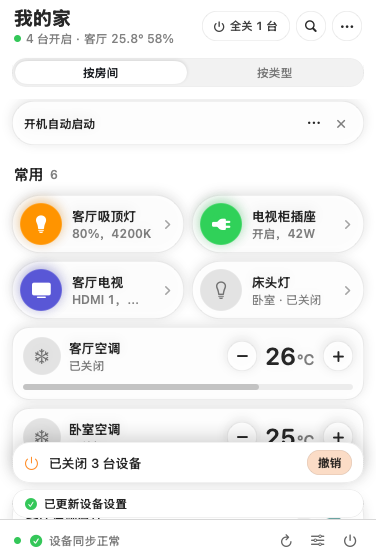 我的家
4 台开启 · 客厅 25.8° 58%
全关 1 台
按房间
按类型
开机自动启动
常用 6
客厅吸顶灯
80%，4200K
电视柜插座
开启，42W
客厅电视
HDMI 1，...
床头灯
卧室 · 已关闭
客厅空调
已关闭
26°C
卧室空调
25°C
已关闭 3 台设备
撤销
已更新设备设置
设备同步正常